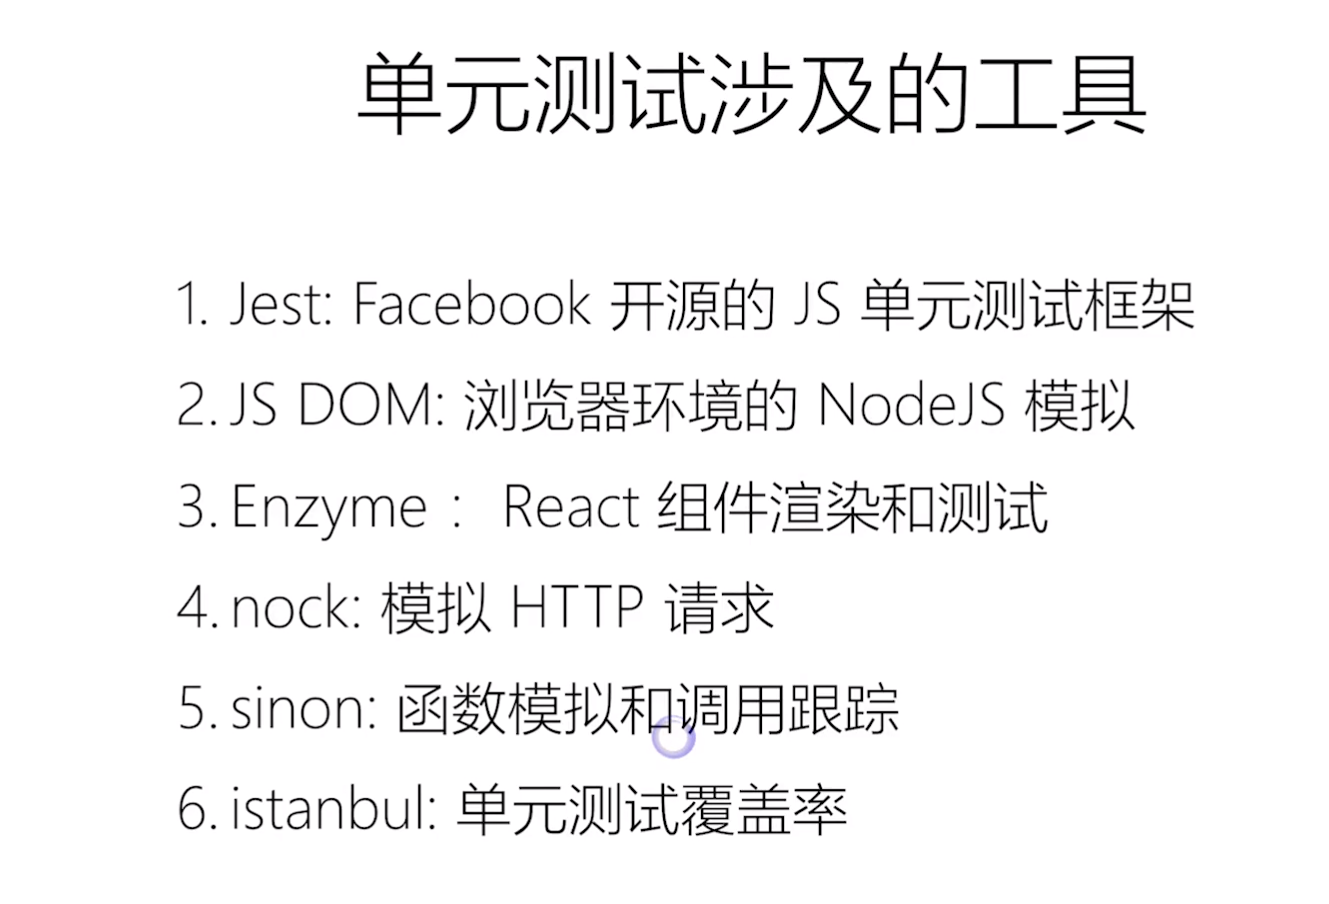 单元测试涉及的工具
1. Jest: Facebook 开源的 JS 单元测试框架
2. JS DOM: 浏览器环境的 NodeJS 模拟
3. Enzyme ： React 组件渲染和测试
4. nock: 模拟 HTTP 请求
5. sinon: 函数模拟和调用跟踪
6. istanbul: 单元测试覆盖率